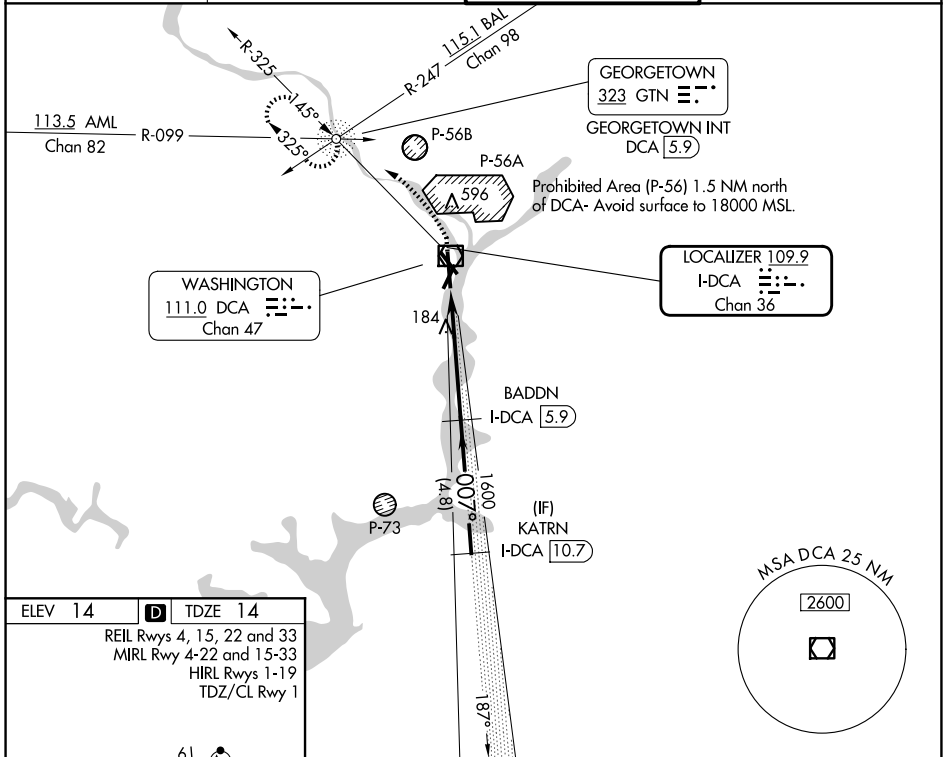 115.1 BAL
R-247 Chan 98
R-325
145°
325°
113.5 AML
Chan 82
R-099
GEORGETOWN
323 GTN
GEORGETOWN INT
DCA 5.9
P-56B
P-56A
596
Prohibited Area (P-56) 1.5 NM north
of DCA- Avoid surface to 18000 MSL.
WASHINGTON
111.0 DCA
Chan 47
LOCALIZER 109.9
I-DCA
Chan 36
184
BADDN
I-DCA 5.9
007°
1600
(4.8)
P-73
(IF)
KATRN
I-DCA 10.7
187°
MSA DCA 25 NM
2600
ELEV 14 D TDZE 14
REIL Rwys 4, 15, 22 and 33
MIRL Rwy 4-22 and 15-33
HIRL Rwys 1-19
TDZ/CL Rwy 1